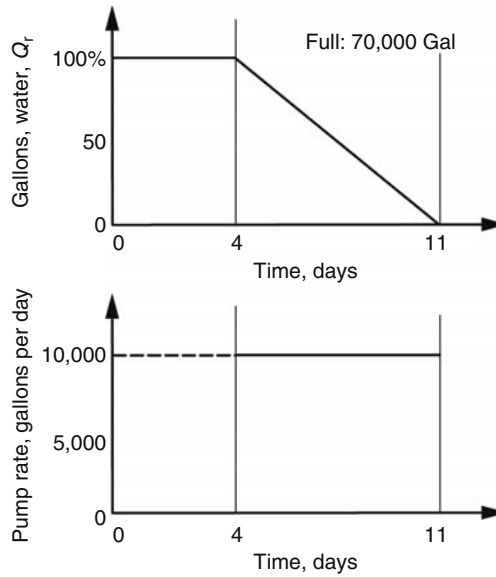 Gallons, water, Qr
Full: 70,000 Gal
100%
50
0
0 4 11
Time, days
Pump rate, gallons per day
10,000
5,000
0
0 4 11
Time, days